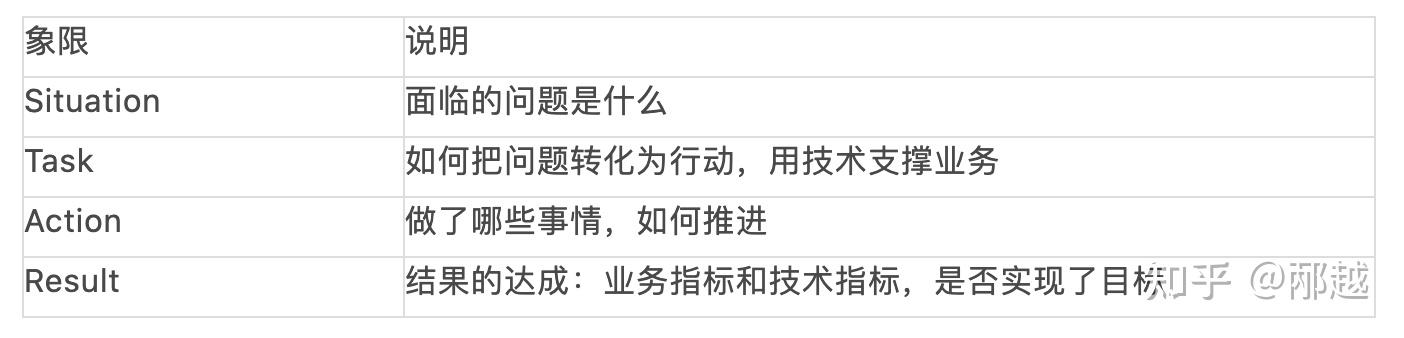 象限 说明
Situation 面临的问题是什么
Task 如何把问题转化为行动，用技术支撑业务
Action 做了哪些事情，如何推进
Result 结果的达成：业务指标和技术指标，是否实现了目标
知乎 @邴越